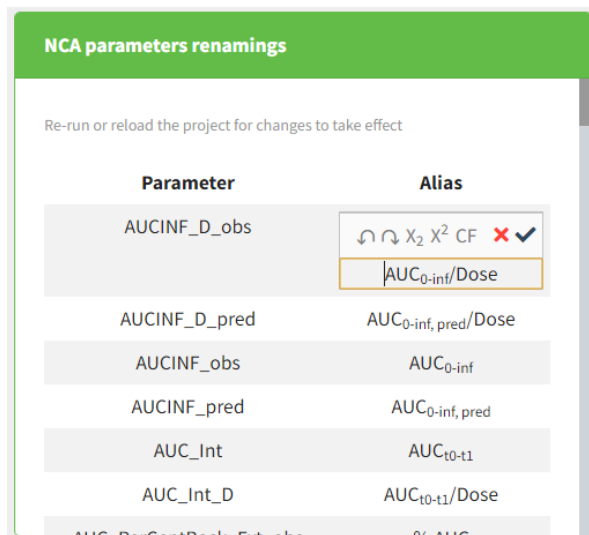 NCA parameters renamings
Re-run or reload the project for changes to take effect
Parameter Alias
AUCINF_D_obs X₂ X² CF
AUC₀₋ᵢₙf/Dose
AUCINF_D_pred AUC0-inf, pred/Dose
AUCINF_obs AUC0-inf
AUCINF_pred AUC0-inf, pred
AUC_Int AUCt0-t1
AUC_Int_D AUCt0-t1/Dose